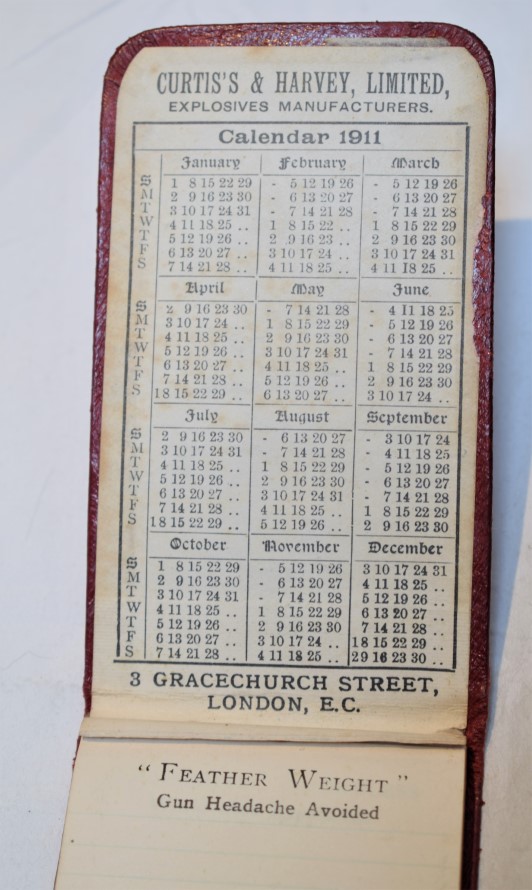 CURTIS'S & HARVEY, LIMITED,
EXPLOSIVES MANUFACTURERS.
Calendar 1911
January February March
S 1 8 15 22 29 - 5 12 19 26 - 5 12 19 26
M 2 9 16 23 30 - 6 13 20 27 - 6 13 20 27
T 3 10 17 24 31 - 7 14 21 28 - 7 14 21 28
W 4 11 18 25 .. 1 8 15 22 .. 1 8 15 22 29
T 5 12 19 26 .. 2 9 16 23 .. 2 9 16 23 30
F 6 13 20 27 .. 3 10 17 24 .. 3 10 17 24 31
S 7 14 21 28 .. 4 11 18 25 .. 4 11 18 25 ..
April May June
S 2 9 16 23 30 - 7 14 21 28 - 4 11 18 25
M 3 10 17 24 .. 1 8 15 22 29 - 5 12 19 26
T 4 11 18 25 .. 2 9 16 23 30 - 6 13 20 27
W 5 12 19 26 .. 3 10 17 24 31 - 7 14 21 28
T 6 13 20 27 .. 4 11 18 25 .. 1 8 15 22 29
F 7 14 21 28 .. 5 12 19 26 .. 2 9 16 23 30
S 1 8 15 22 29 .. 6 13 20 27 .. 3 10 17 24 ..
July August September
S 2 9 16 23 30 - 6 13 20 27 - 3 10 17 24
M 3 10 17 24 31 - 7 14 21 28 - 4 11 18 25
T 4 11 18 25 .. 1 8 15 22 29 - 5 12 19 26
W 5 12 19 26 .. 2 9 16 23 30 - 6 13 20 27
T 6 13 20 27 .. 3 10 17 24 31 - 7 14 21 28
F 7 14 21 28 .. 4 11 18 25 .. 1 8 15 22 29
S 1 8 15 22 29 .. 5 12 19 26 .. 2 9 16 23 30
October November December
S 1 8 15 22 29 - 5 12 19 26 3 10 17 24 31
M 2 9 16 23 30 - 6 13 20 27 4 11 18 25 ..
T 3 10 17 24 31 - 7 14 21 28 5 12 19 26 ..
W 4 11 18 25 .. 1 8 15 22 29 6 13 20 27 ..
T 5 12 19 26 .. 2 9 16 23 30 7 14 21 28 ..
F 6 13 20 27 .. 3 10 17 24 .. 1 8 15 22 29 ..
S 7 14 21 28 .. 4 11 18 25 .. 2 9 16 23 30 ..
3 GRACECHURCH STREET,
LONDON, E.C.
"FEATHER WEIGHT"
Gun Headache Avoided